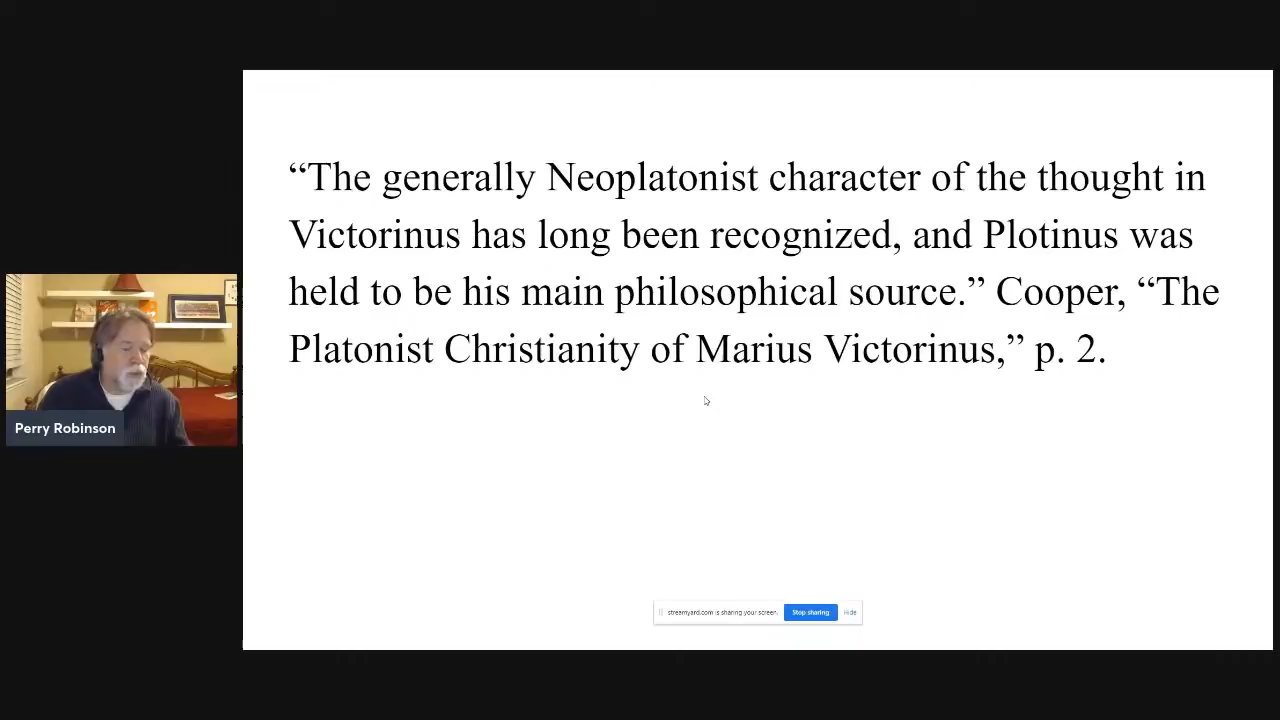 “The generally Neoplatonist character of the thought in
Victorinus has long been recognized, and Plotinus was
held to be his main philosophical source.” Cooper, “The
Platonist Christianity of Marius Victorinus,” p. 2.
Perry Robinson
streamyard.com is sharing your screen. Stop sharing Hide